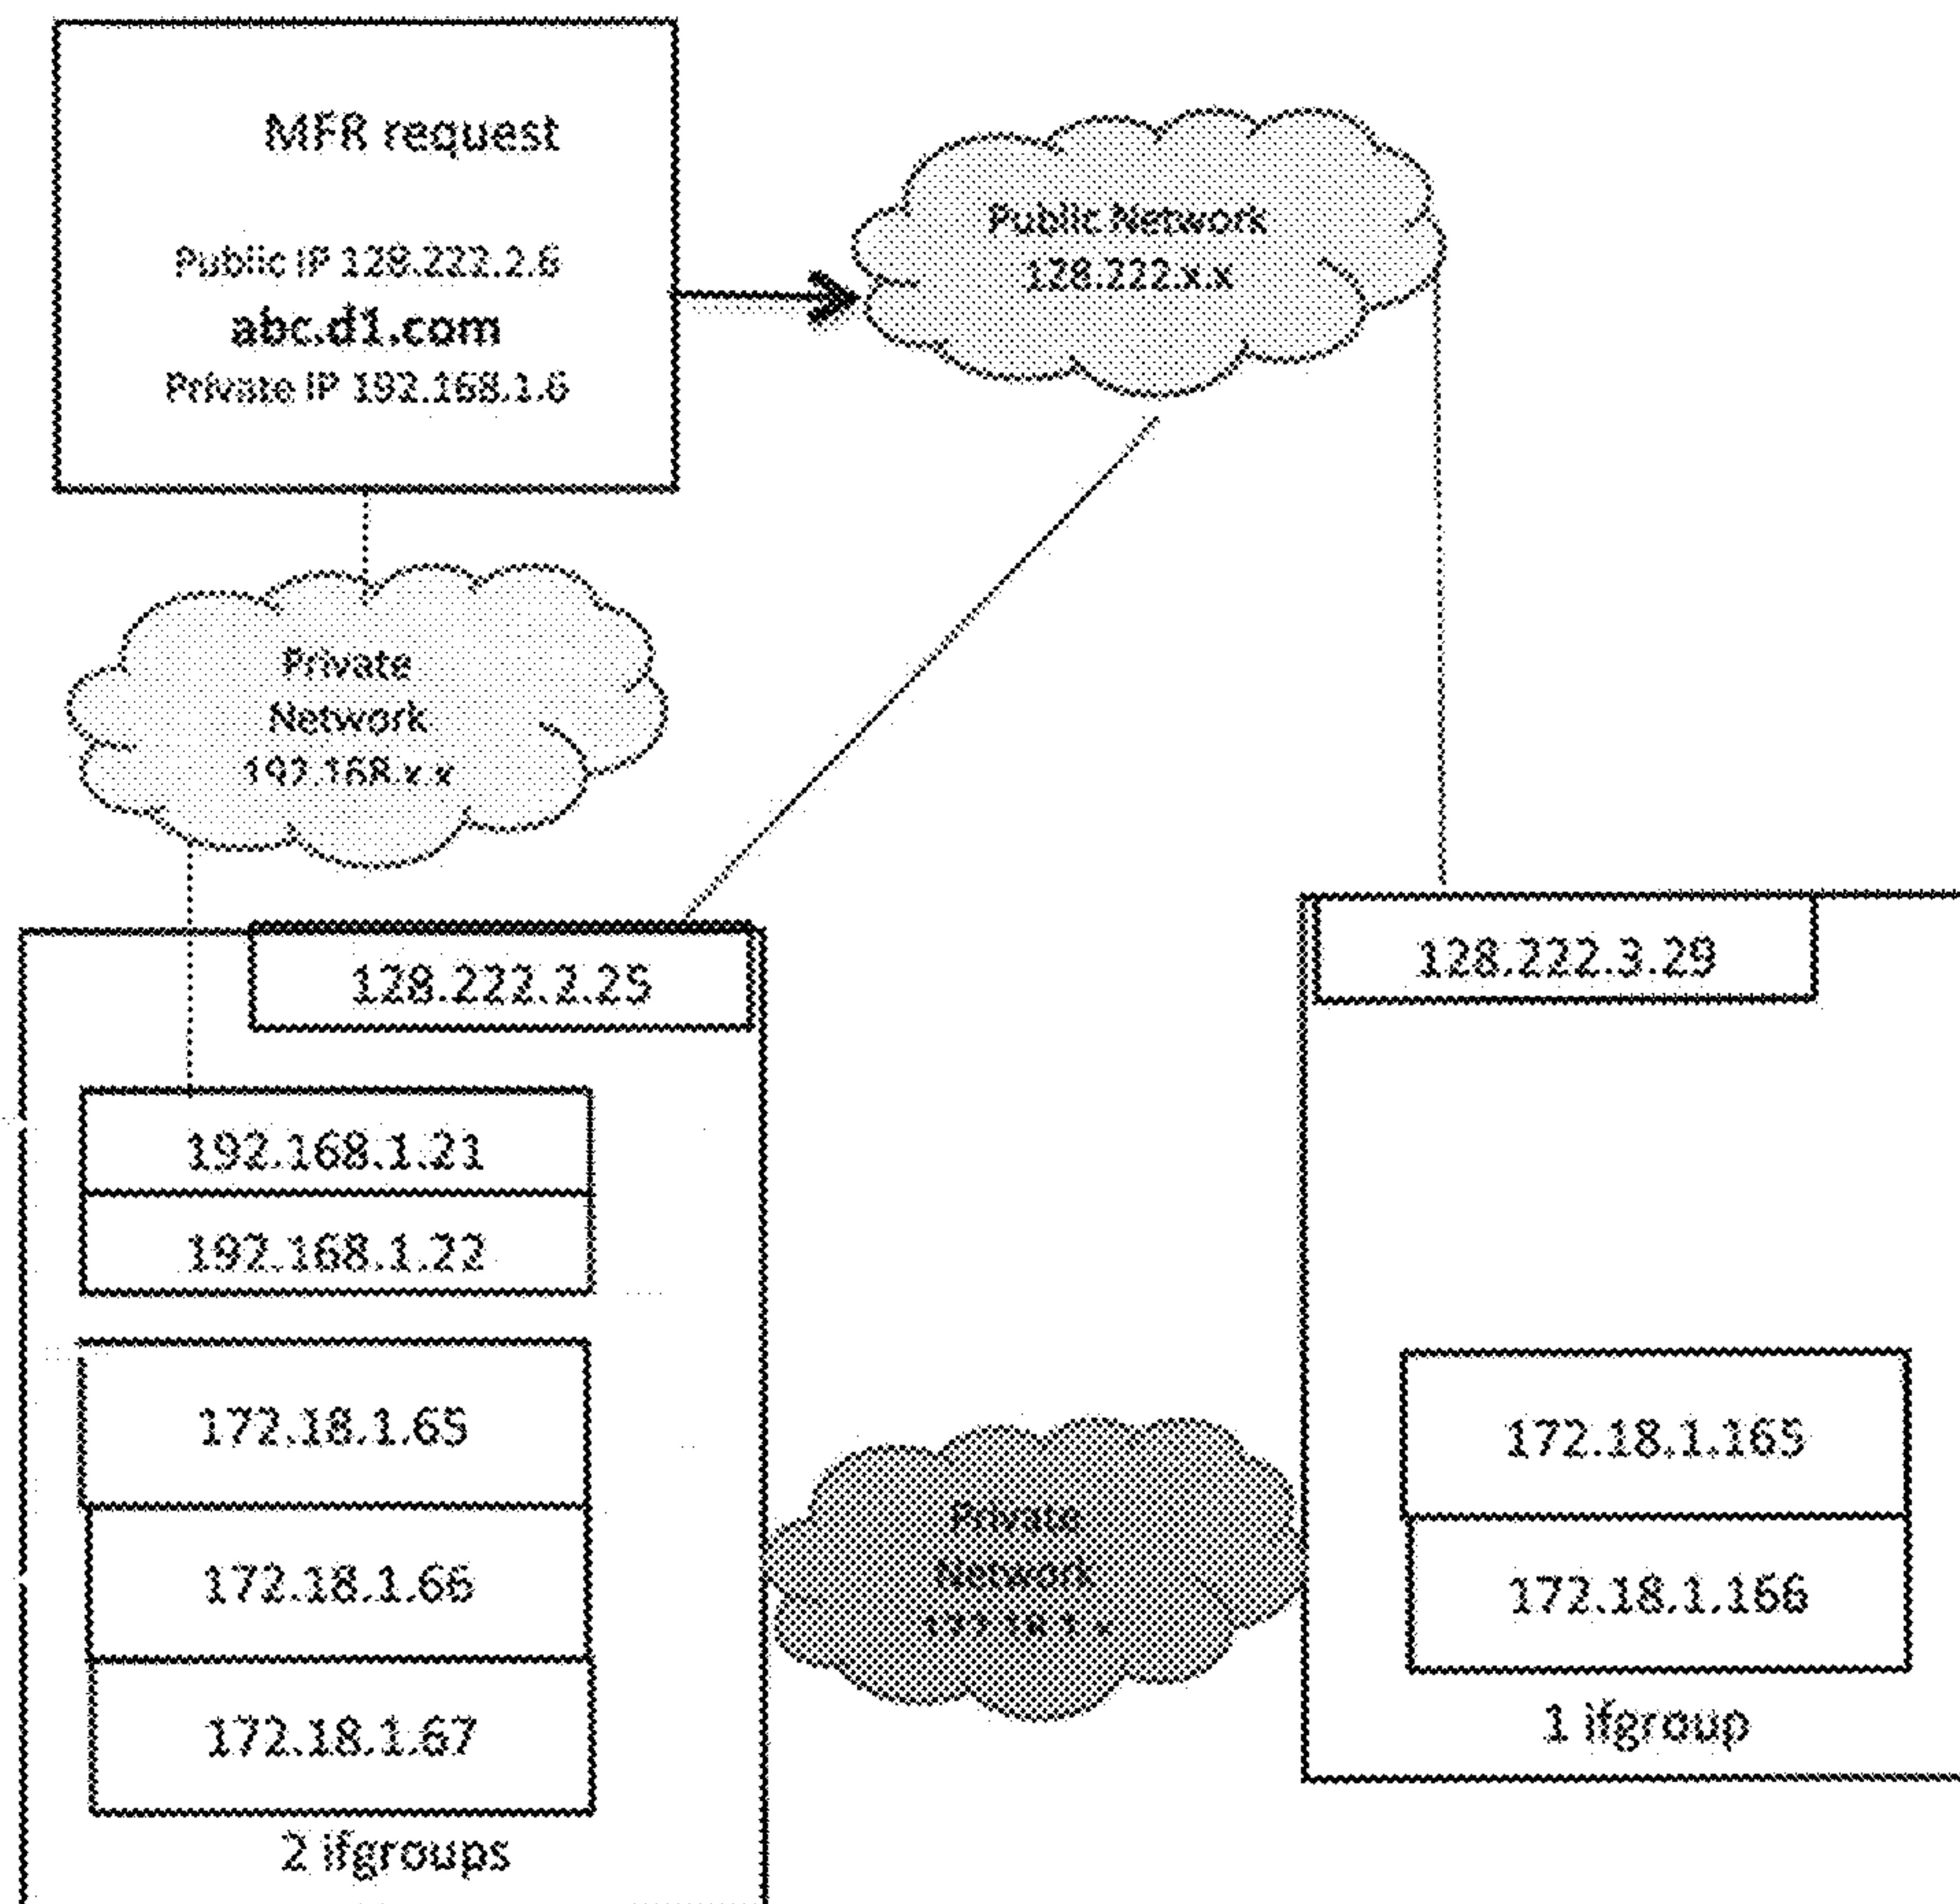 MFR request
Public IP 128.222.2.6
abc.d1.com
Private IP 192.168.1.6
Public Network
128.222.x.x
Private
Network
192.168.x.x
128.222.2.25
192.168.1.21
192.168.1.22
172.18.1.65
172.18.1.66
172.18.1.67
2 ifgroups
Private
Network
172.18.1.x
128.222.3.29
172.18.1.165
172.18.1.166
1 ifgroup